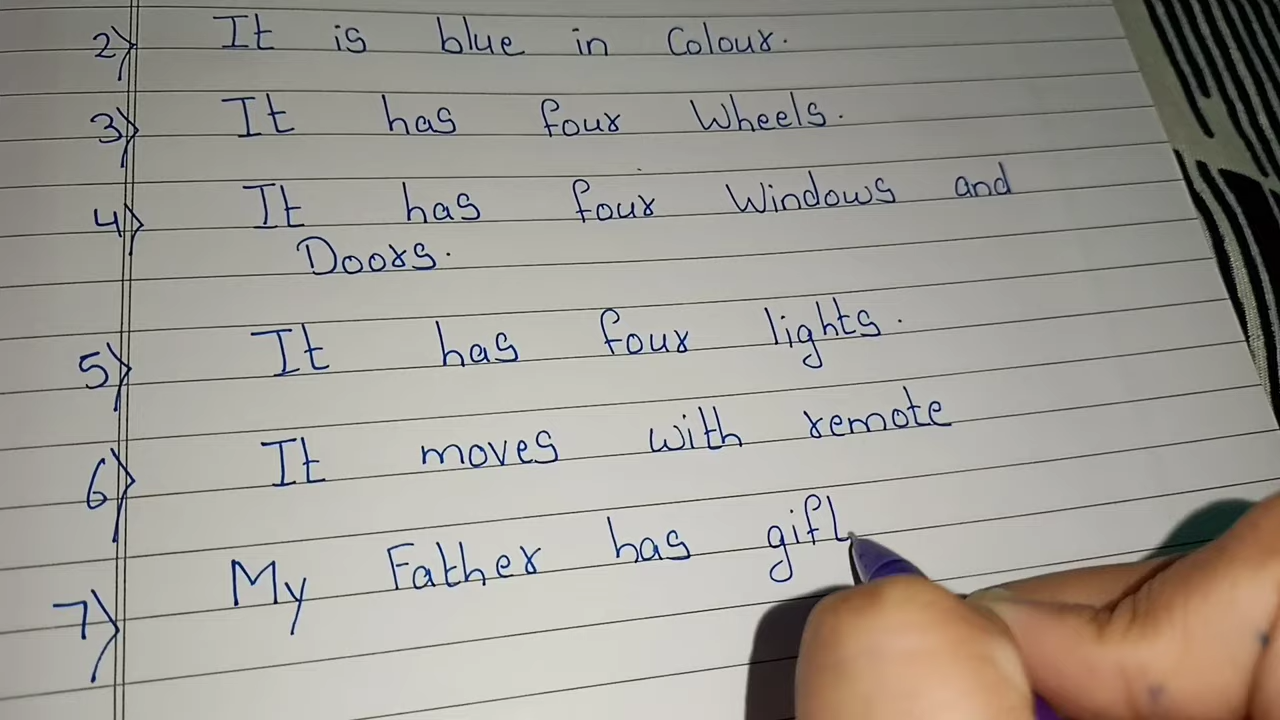 2) It is blue in Colour.
3) It has four Wheels.
4) It has four Windows and
Doors.
5) It has four lights.
6) It moves with remote
7) My Father has gift